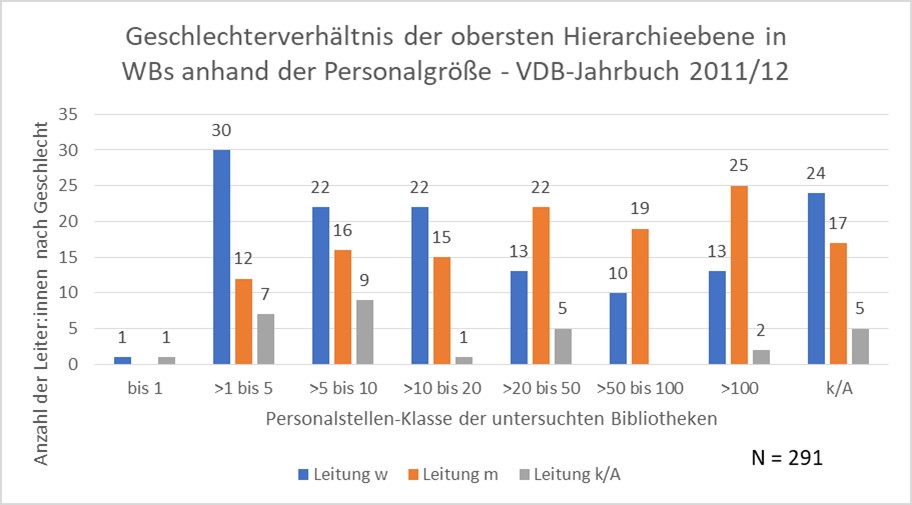 Geschlechterverhältnis der obersten Hierarchieebene in
WBs anhand der Personalgröße - VDB-Jahrbuch 2011/12
Anzahl der Leiter:innen nach Geschlecht
35
30
25
20
15
10
5
0
1 1
30 12 7
22 16 9
22 15 1
13 22 5
10 19
13 25 2
24 17 5
bis 1 >1 bis 5 >5 bis 10 >10 bis 20 >20 bis 50 >50 bis 100 >100 k/A
Personalstellen-Klasse der untersuchten Bibliotheken
N = 291
Leitung w Leitung m Leitung k/A